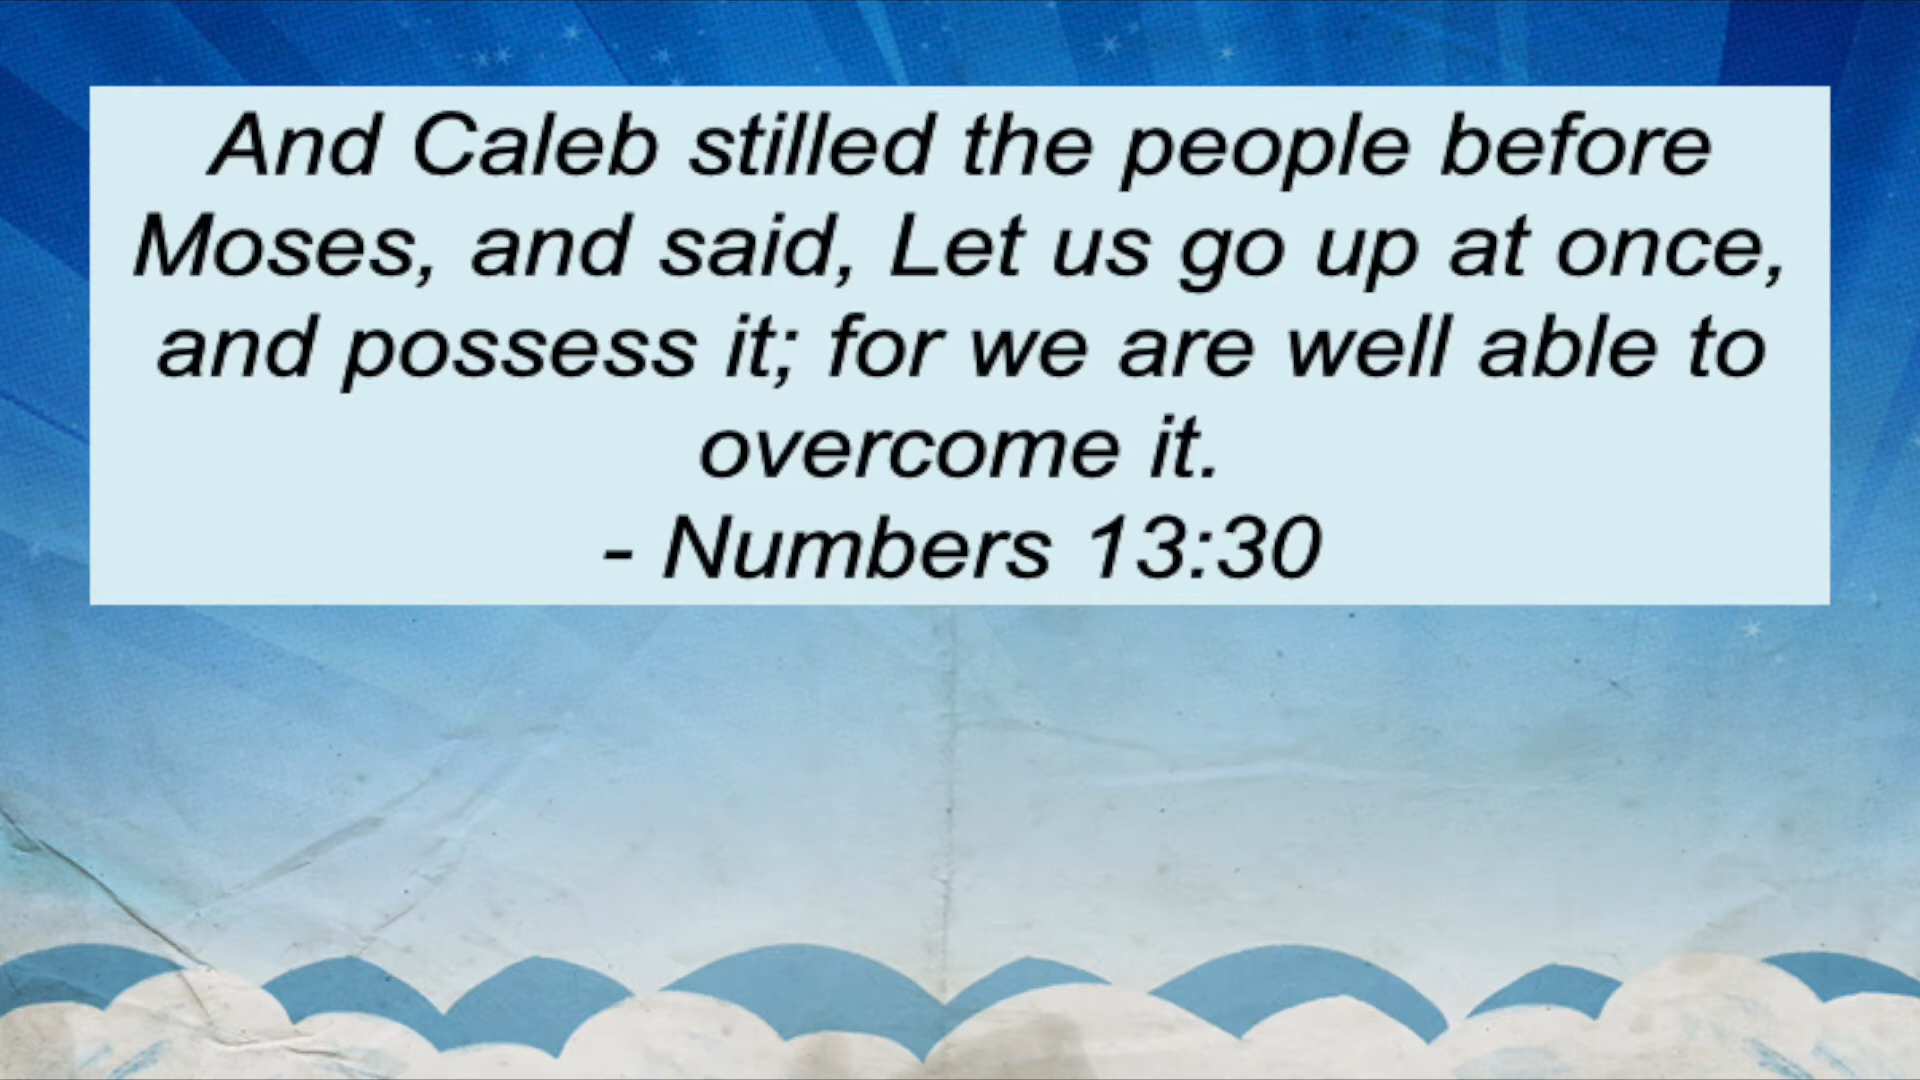 And Caleb stilled the people before
Moses, and said, Let us go up at once,
and possess it; for we are well able to
overcome it.
- Numbers 13:30